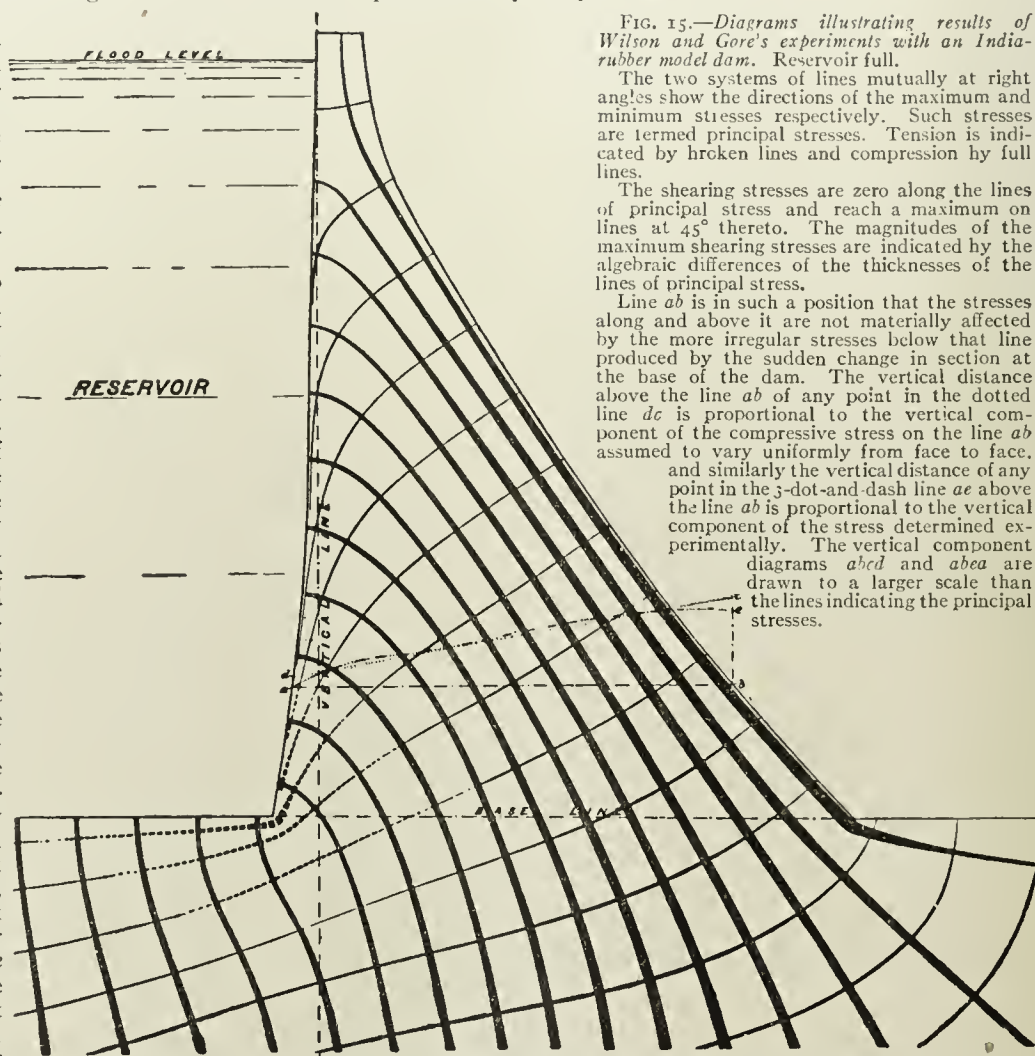 FLOOD LEVEL
FIG. 15.—Diagrams illustrating results of
Wilson and Gore's experiments with an India-
rubber model dam. Reservoir full.
The two systems of lines mutually at right
angles show the directions of the maximum and
minimum stresses respectively. Such stresses
are termed principal stresses. Tension is indi-
cated by broken lines and compression by full
lines.
The shearing stresses are zero along the lines
of principal stress and reach a maximum on
lines at 45° thereto. The magnitudes of the
maximum shearing stresses are indicated by the
algebraic differences of the thicknesses of the
lines of principal stress.
Line ab is in such a position that the stresses
along and above it are not materially affected
by the more irregular stresses below that line
produced by the sudden change in section at
the base of the dam. The vertical distance
above the line ab of any point in the dotted
line dc is proportional to the vertical com-
ponent of the compressive stress on the line ab
assumed to vary uniformly from face to face,
and similarly the vertical distance of any
point in the 3-dot-and-dash line ae above
the line ab is proportional to the vertical
component of the stress determined ex-
perimentally. The vertical component
diagrams abcd and abea are
drawn to a larger scale than
the lines indicating the principal
stresses.
RESERVOIR
VERTICAL LINE
BASE LINE